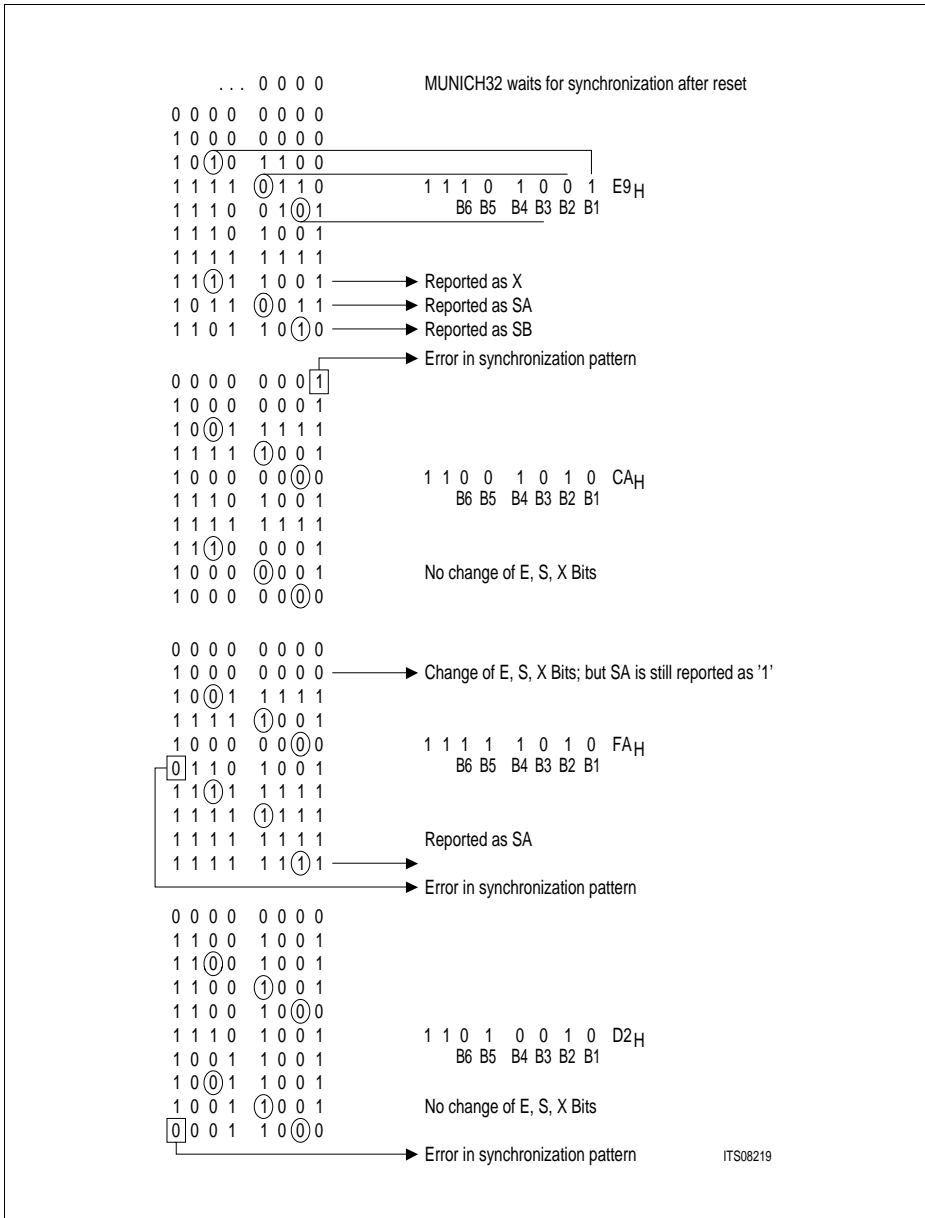 ... 0 0 0 0 MUNICH32 waits for synchronization after reset
0 0 0 0 0 0 0 0
1 0 0 0 0 0 0 0
1 0 1 0 1 1 0 0
1 1 1 1 0 1 1 0 1 1 1 0 1 0 0 1 E9H
1 1 1 0 0 1 0 1 B6 B5 B4 B3 B2 B1
1 1 1 0 1 0 0 1
1 1 1 1 1 1 1 1
1 1 1 1 1 0 0 1 Reported as X
1 0 1 1 0 0 1 1 Reported as SA
1 1 0 1 1 0 1 0 Reported as SB
Error in synchronization pattern
0 0 0 0 0 0 0 1
1 0 0 0 0 0 0 1
1 0 0 1 1 1 1 1
1 1 1 1 1 0 0 1
1 0 0 0 0 0 0 0 1 1 0 0 1 0 1 0 CAH
1 1 1 0 1 0 0 1 B6 B5 B4 B3 B2 B1
1 1 1 1 1 1 1 1
1 1 1 0 0 0 0 1
1 0 0 0 0 0 0 1 No change of E, S, X Bits
1 0 0 0 0 0 0 0
0 0 0 0 0 0 0 0
1 0 0 0 0 0 0 0 Change of E, S, X Bits; but SA is still reported as '1'
1 0 0 1 1 1 1 1
1 1 1 1 1 0 0 1
1 0 0 0 0 0 0 0 1 1 1 1 1 0 1 0 FAH
0 1 1 0 1 0 0 1 B6 B5 B4 B3 B2 B1
1 1 1 1 1 1 1 1
1 1 1 1 1 1 1 1
1 1 1 1 1 1 1 1 Reported as SA
1 1 1 1 1 1 1 1
Error in synchronization pattern
0 0 0 0 0 0 0 0
1 1 0 0 1 0 0 1
1 1 0 0 1 0 0 1
1 1 0 0 1 0 0 1
1 1 0 0 1 0 0 0
1 1 1 0 1 0 0 1 1 1 0 1 0 0 1 0 D2H
1 0 0 1 1 0 0 1 B6 B5 B4 B3 B2 B1
1 0 0 1 1 0 0 1
1 0 0 1 1 0 0 1 No change of E, S, X Bits
0 0 0 1 1 0 0 0
Error in synchronization pattern ITS08219